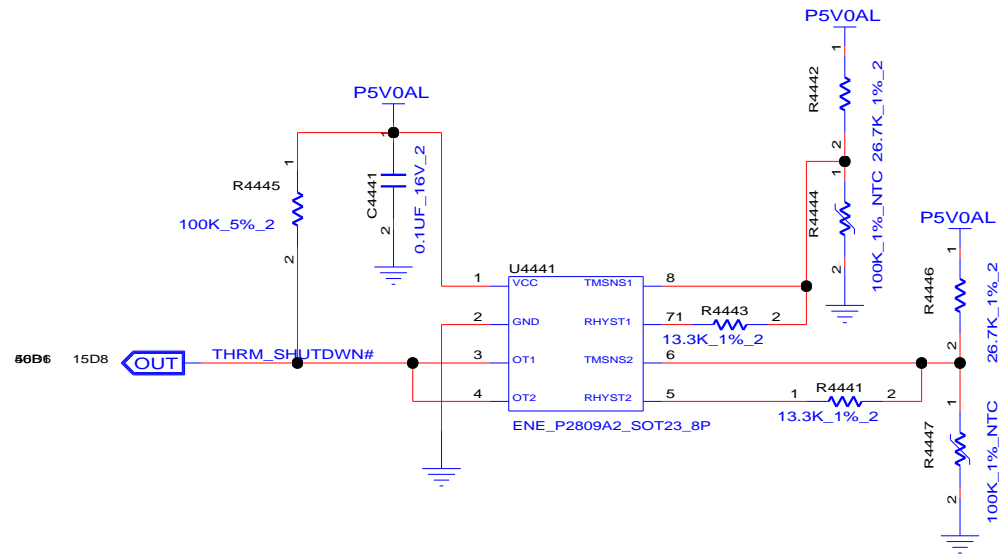 P5V0AL
1
R4442
26.7K_1%_2
2
P5V0AL
1
R4445
100K_5%_2
2
C4441
0.1UF_16V_2
2
1
R4444
100K_1%_NTC
2
P5V0AL
U4441
1
VCC
TMSNS1
8
2
GND
RHYST1
7
1
R4443
2
13.3K_1%_2
1
R4446
26.7K_1%_2
2
15D8
OUT
THRM_SHUTDWN#
3
OT1
TMSNS2
6
4
OT2
RHYST2
5
1
R4441
2
13.3K_1%_2
ENE_P2809A2_SOT23_8P
1
R4447
100K_1%_NTC
2